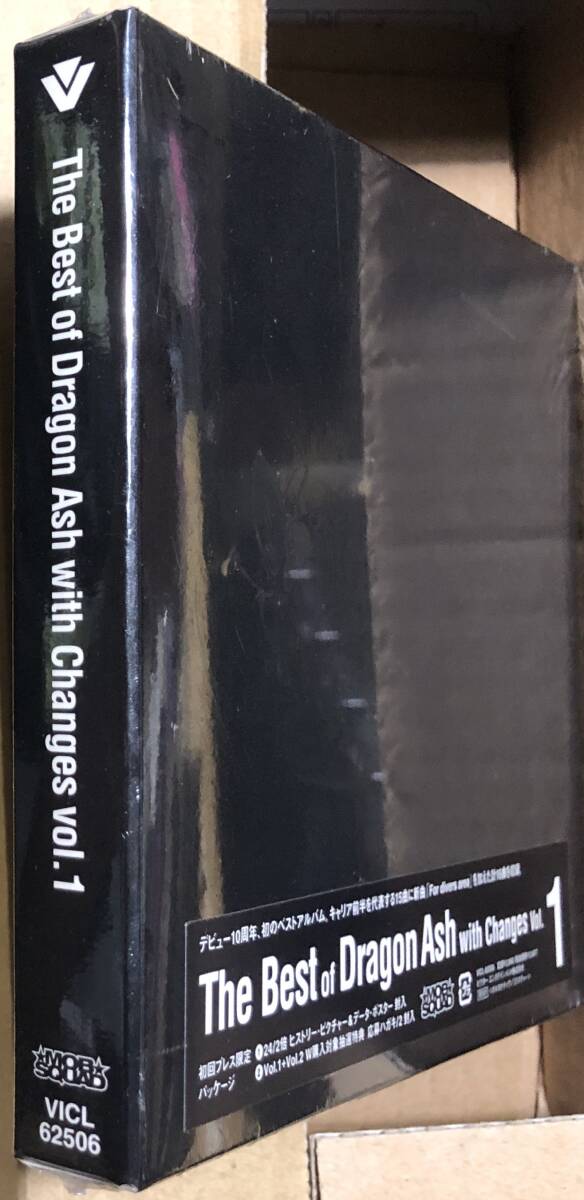 The Best of Dragon Ash with Changes vol.1
MOB SQUAD
VICL
62506
デビュー10周年、初のベストアルバム。キャリア前半を代表する15曲に新曲「For divers area」を加えた計16曲を収録
The Best of Dragon Ash with Changes Vol. 1
初回プレス限定パッケージ
❶24/2倍 ヒストリー・ピクチャー&データ・ポスター 封入
❷Vol.1+Vol.2 W購入対象抽選特典 応募ハガキ/2 封入
MOB SQUAD